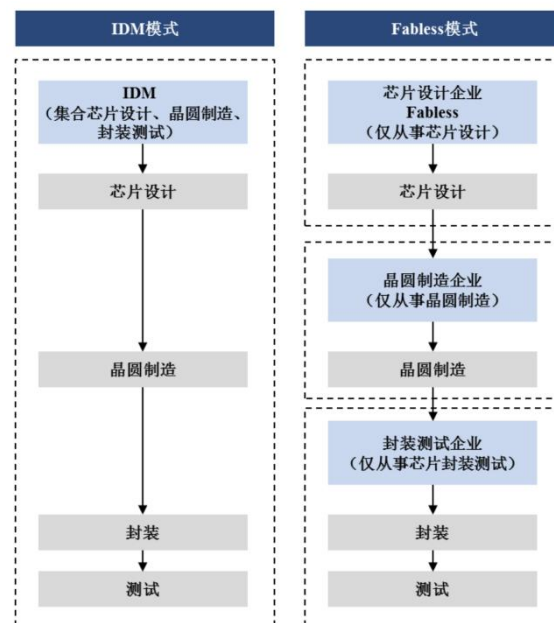 IDM模式
IDM
（集合芯片设计、晶圆制造、
封装测试）
芯片设计
晶圆制造
封装
测试
Fabless模式
芯片设计企业
Fabless
（仅从事芯片设计）
芯片设计
晶圆制造企业
（仅从事晶圆制造）
晶圆制造
封装测试企业
（仅从事芯片封装测试）
封装
测试